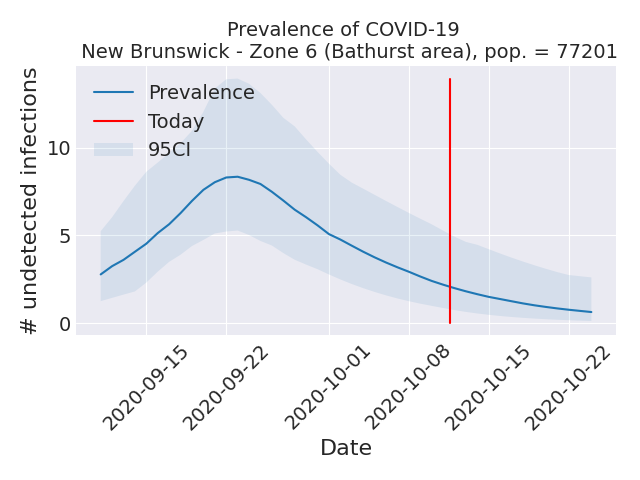 Prevalence of COVID-19
New Brunswick - Zone 6 (Bathurst area), pop. = 77201
# undetected infections
10
5
0
Prevalence
Today
95CI
2020-09-15
2020-09-22
2020-10-01
2020-10-08
2020-10-15
2020-10-22
Date